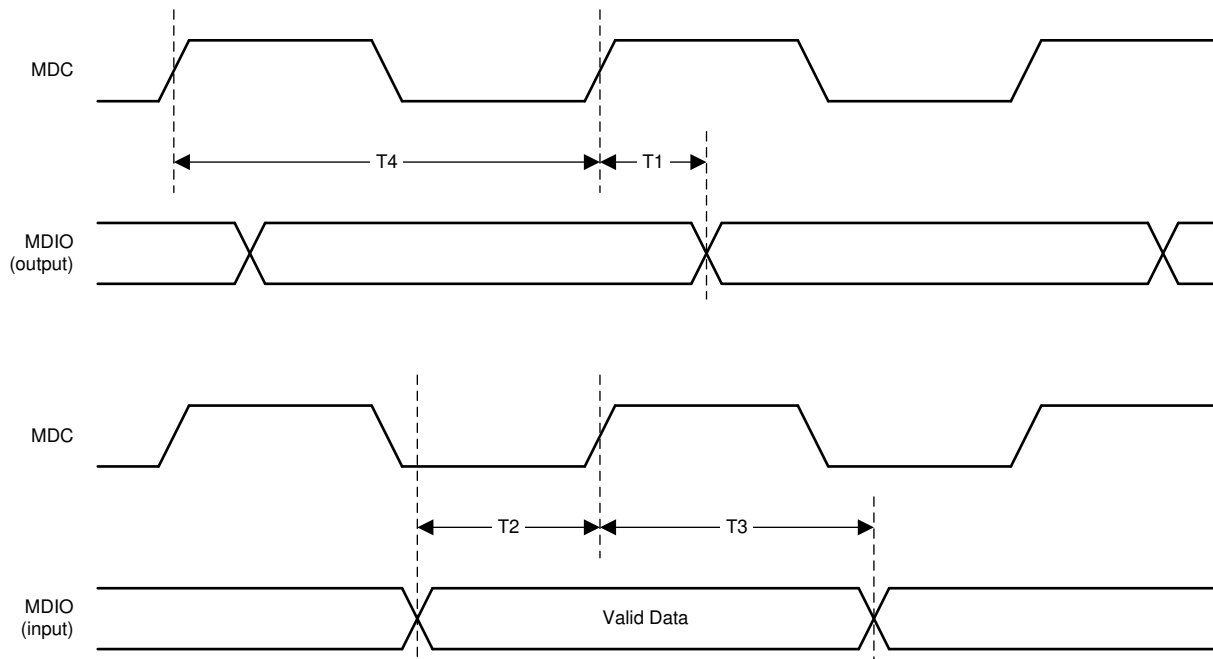 MDC
T4
T1
MDIO
(output)
MDC
T2
T3
MDIO
(input)
Valid Data